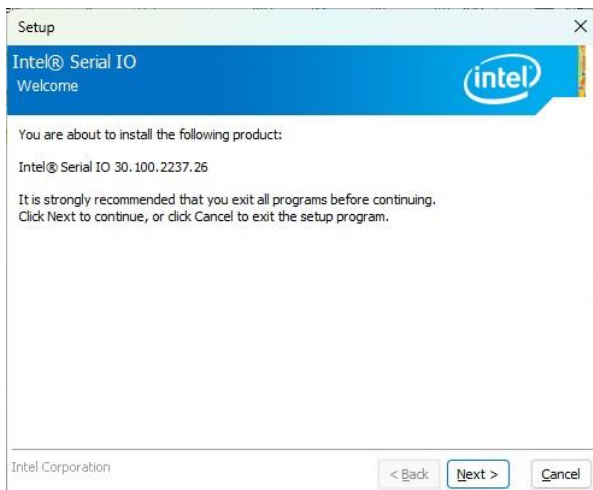 Setup
Intel® Serial IO
Welcome
intel
You are about to install the following product:
Intel® Serial IO 30.100.2237.26
It is strongly recommended that you exit all programs before continuing.
Click Next to continue, or click Cancel to exit the setup program.
Intel Corporation
< Back Next > Cancel